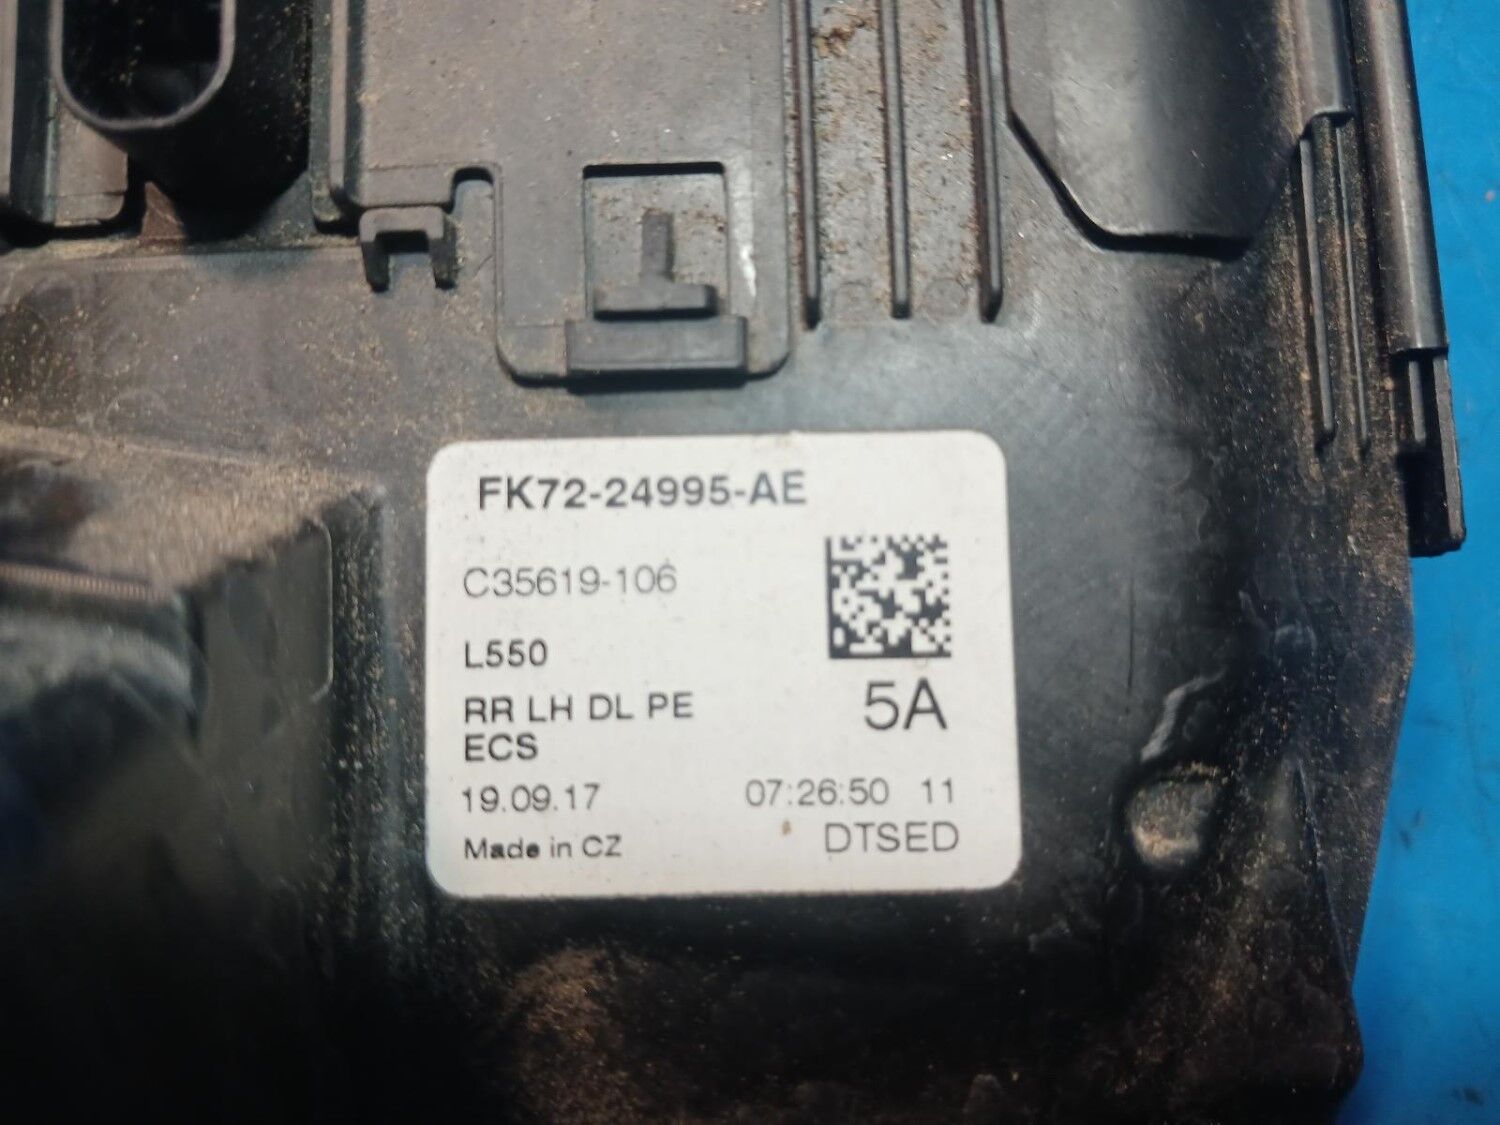 FK72-24995-AE
C35619-106
L550
RR LH DL PE
ECS
5A
19.09.17 07:26:50 11
Made in CZ DTSED